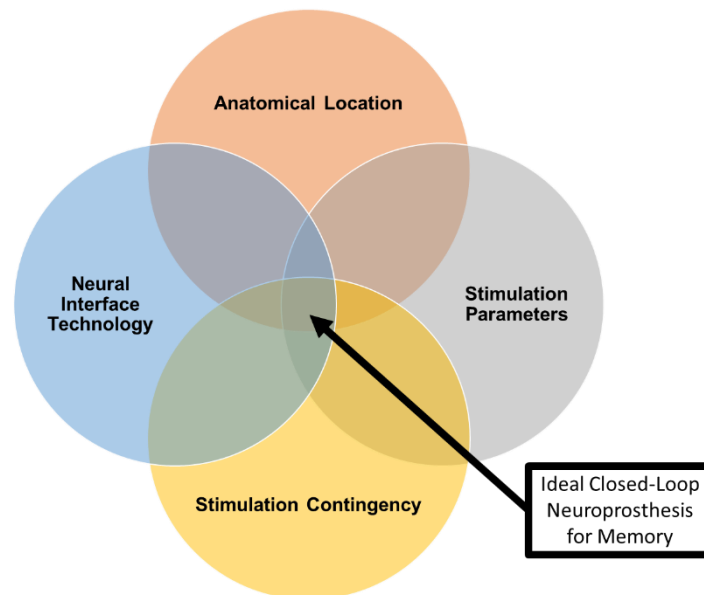 Anatomical Location
Neural
Interface
Technology
Stimulation
Parameters
Stimulation Contingency
Ideal Closed-Loop
Neuroprosthesis
for Memory